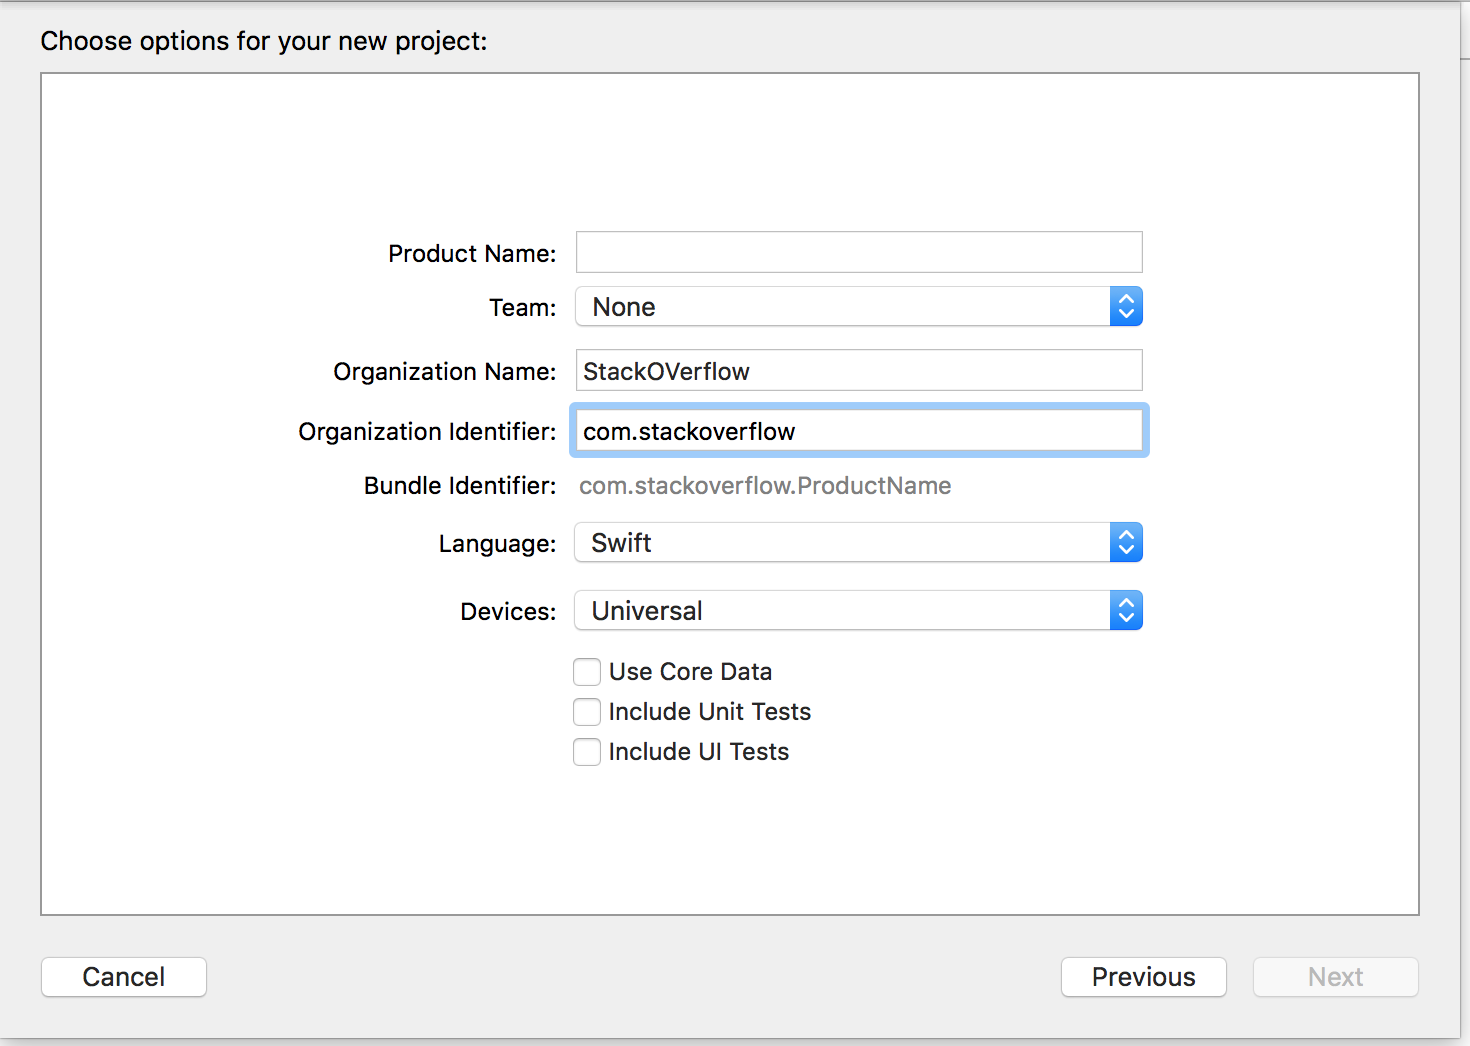 Choose options for your new project:
Product Name:
Team: None
Organization Name: StackOVerflow
Organization Identifier: com.stackoverflow
Bundle Identifier: com.stackoverflow.ProductName
Language: Swift
Devices: Universal
Use Core Data
Include Unit Tests
Include UI Tests
Cancel Previous Next